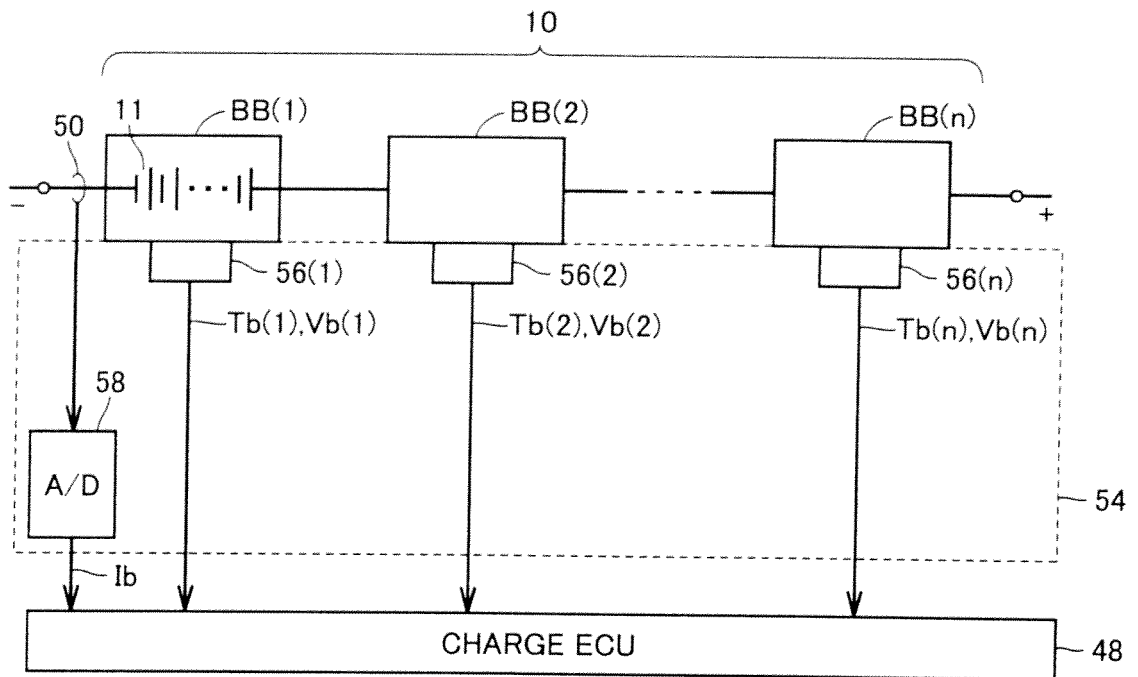 10
11
50
BB(1)
BB(2)
BB(n)
−
+
56(1)
56(2)
56(n)
Tb(1),Vb(1)
Tb(2),Vb(2)
Tb(n),Vb(n)
58
A/D
54
Ib
CHARGE ECU
48